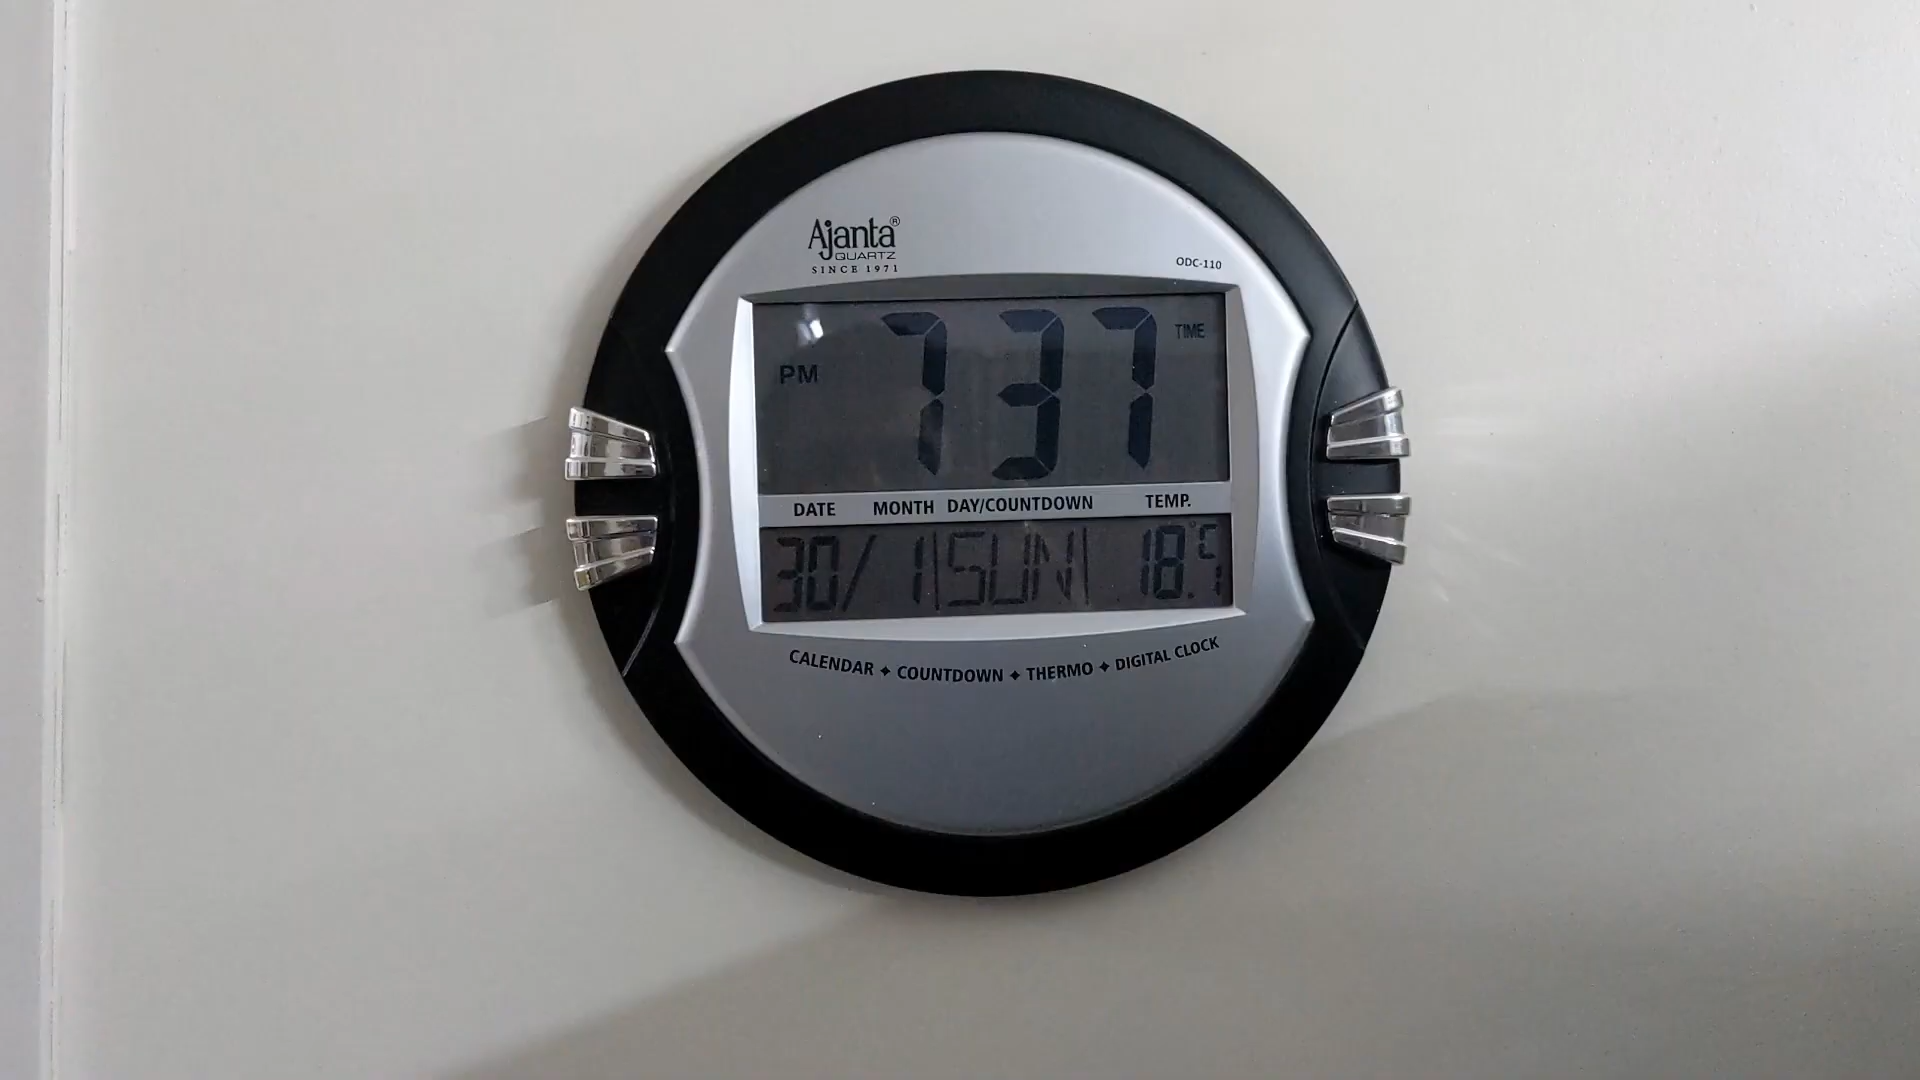 Ajanta®
QUARTZ
SINCE 1971
ODC-110
PM 7 37 TIME
DATE MONTH DAY/COUNTDOWN TEMP.
30/ 1|SUN| 18.1°C
CALENDAR ✦ COUNTDOWN ✦ THERMO ✦ DIGITAL CLOCK